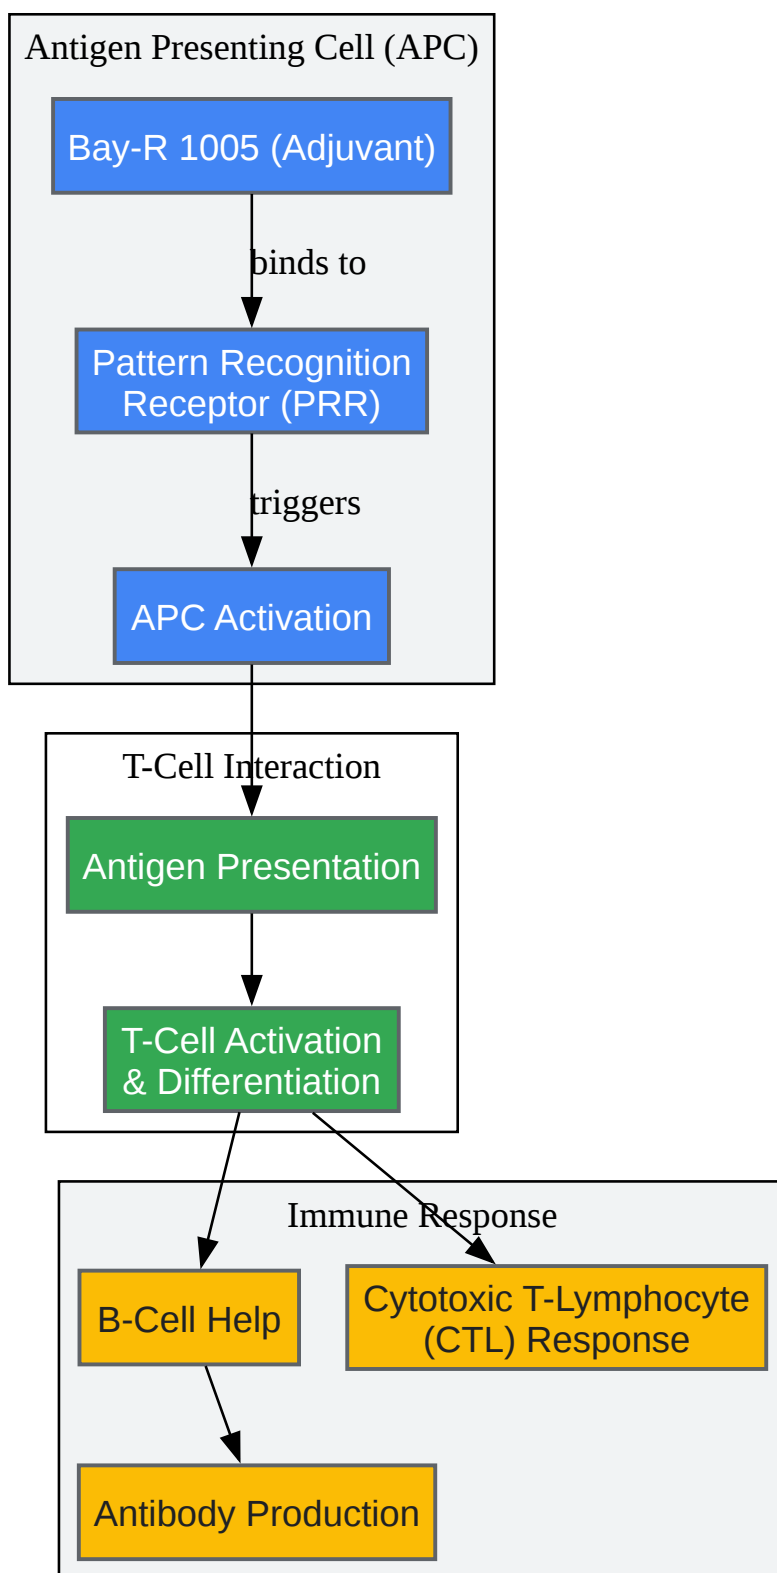 Antigen Presenting Cell (APC)
Bay-R 1005 (Adjuvant)
binds to
Pattern Recognition
Receptor (PRR)
triggers
APC Activation
T-Cell Interaction
Antigen Presentation
T-Cell Activation
& Differentiation
Immune Response
B-Cell Help
Cytotoxic T-Lymphocyte
(CTL) Response
Antibody Production